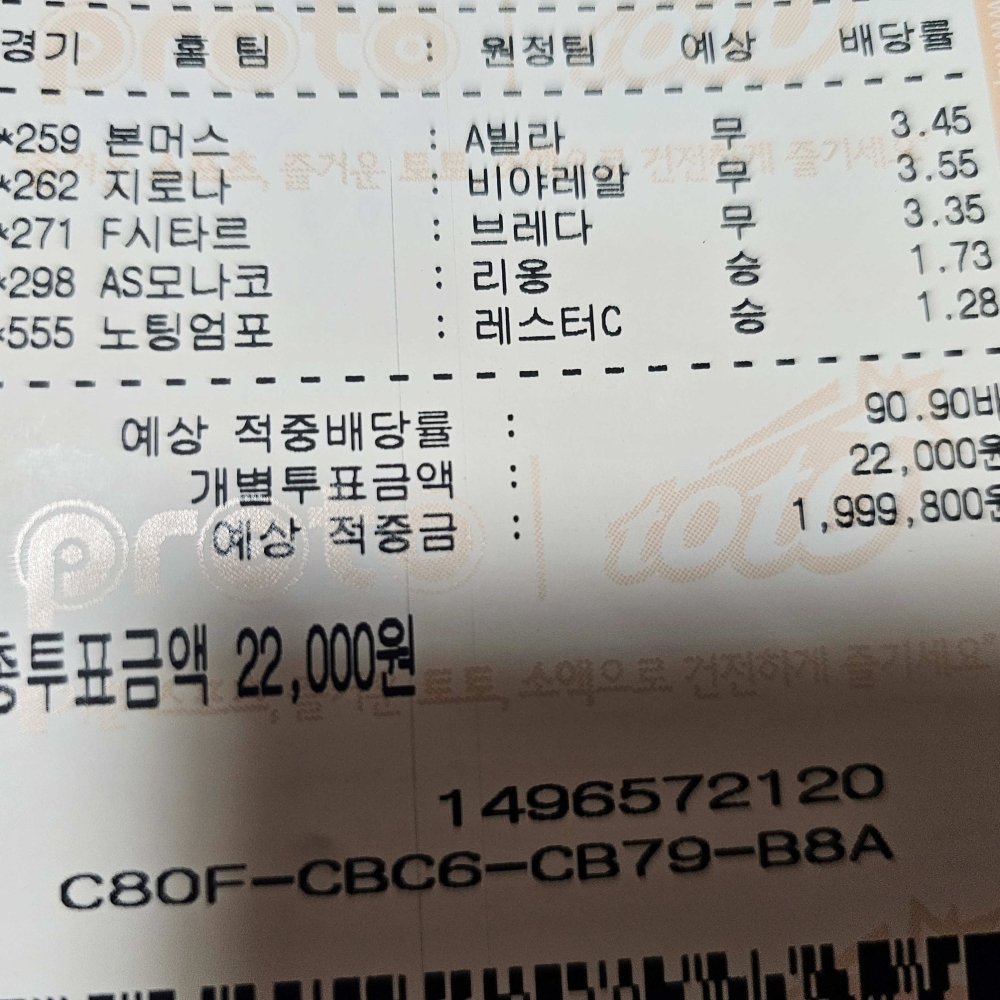 경기 홈 팀 : 원정팀 예상 배당률
*259 본머스 : A빌라 무 3.45
*262 지로나 : 비야레알 무 3.55
*271 F시타르 : 브레다 무 3.35
*298 AS모나코 : 리옹 승 1.73
*555 노팅엄포 : 레스터C 승 1.28
예상 적중배당률 : 90.90배
개별투표금액 : 22,000원
예상 적중금 : 1,999,800원
proto toto
총투표금액 22,000원
토토, 소액으로 건전하게 즐기세요
1496572120
C80F-CBC6-CB79-B8A